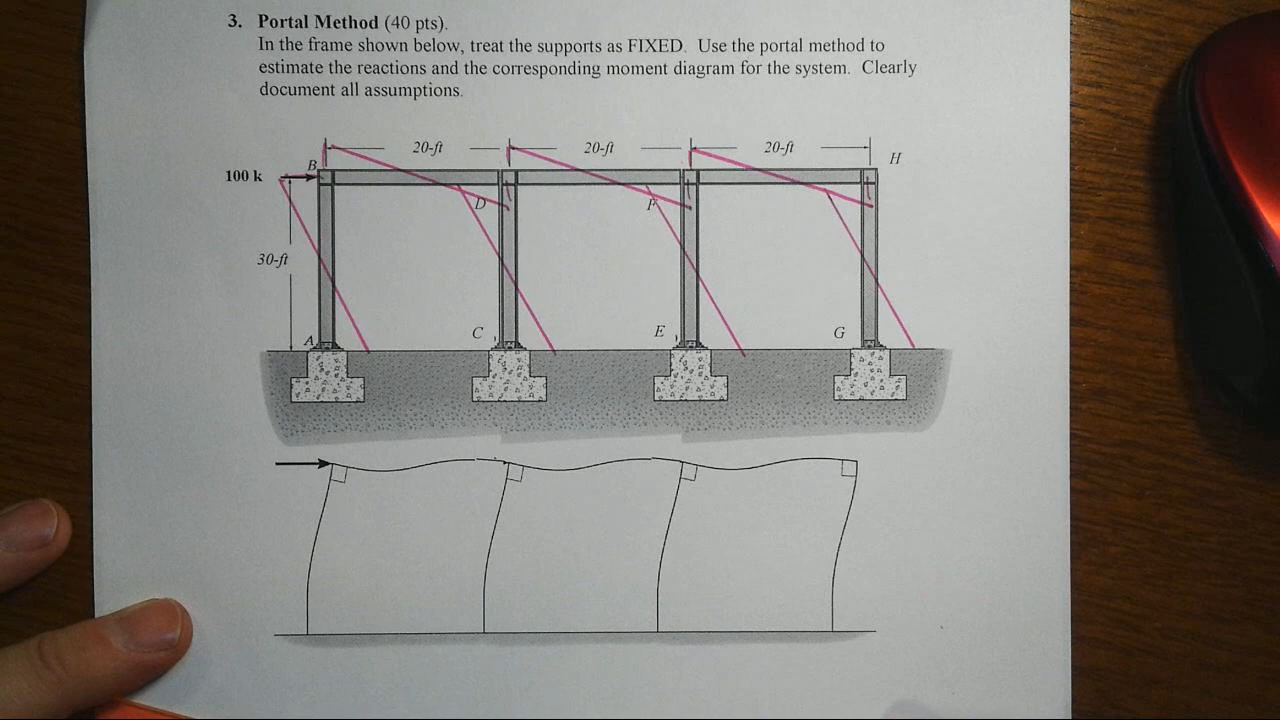 3. Portal Method (40 pts).
In the frame shown below, treat the supports as FIXED. Use the portal method to
estimate the reactions and the corresponding moment diagram for the system. Clearly
document all assumptions.
20-ft 20-ft 20-ft
B H
100 k
D F
30-ft
A C E G